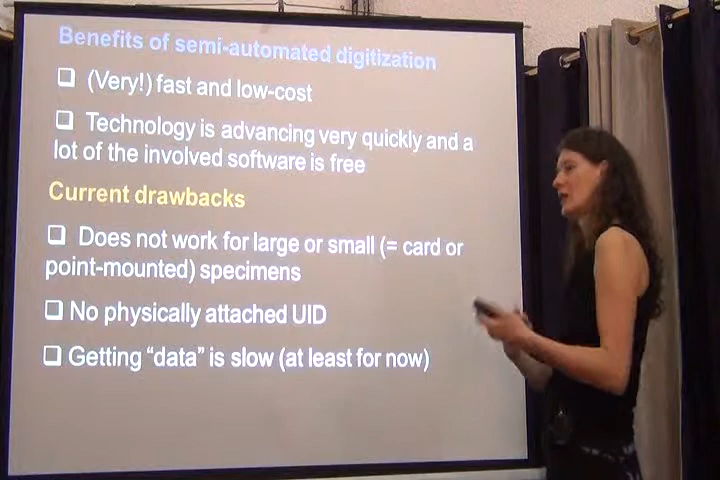 Benefits of semi-automated digitization
❑ (Very!) fast and low-cost
❑ Technology is advancing very quickly and a
lot of the involved software is free
Current drawbacks
❑ Does not work for large or small (= card or
point-mounted) specimens
❑ No physically attached UID
❑ Getting “data” is slow (at least for now)